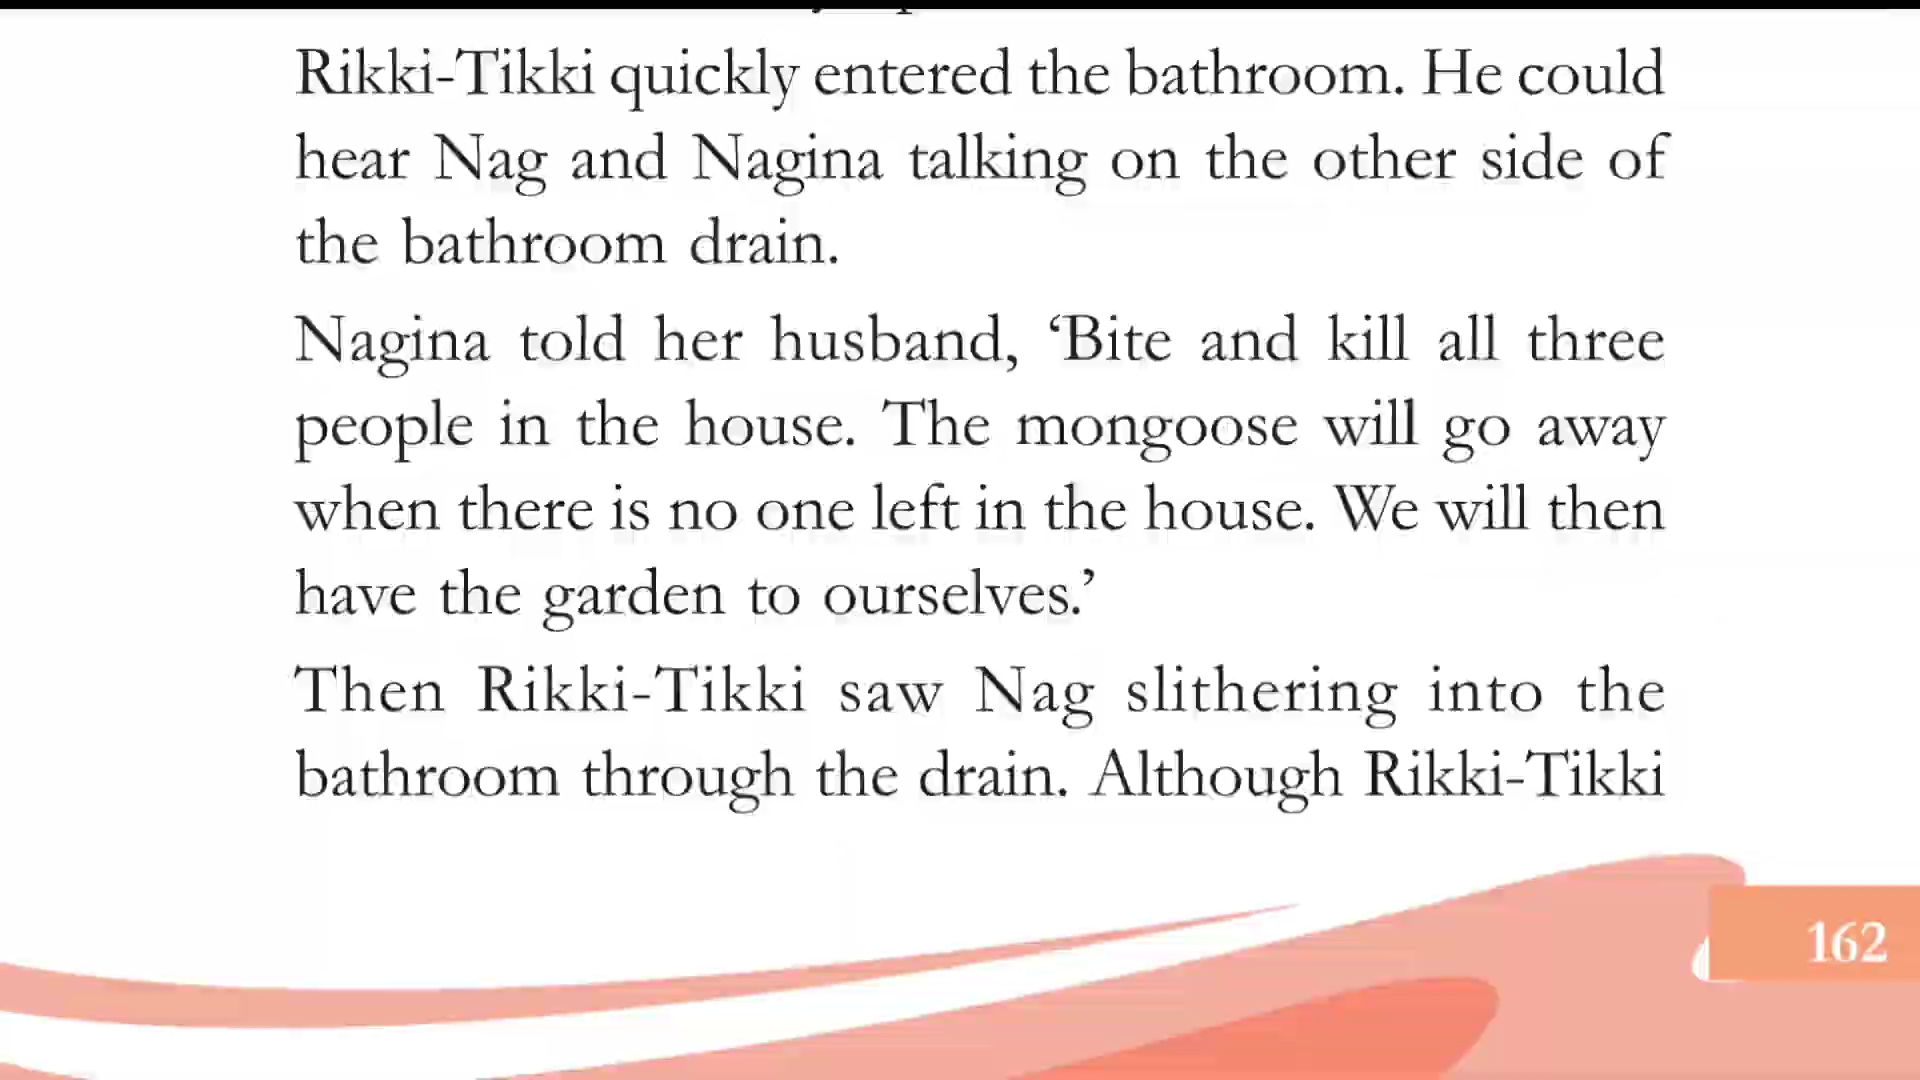 Rikki-Tikki quickly entered the bathroom. He could
hear Nag and Nagina talking on the other side of
the bathroom drain.
Nagina told her husband, ‘Bite and kill all three
people in the house. The mongoose will go away
when there is no one left in the house. We will then
have the garden to ourselves.’
Then Rikki-Tikki saw Nag slithering into the
bathroom through the drain. Although Rikki-Tikki
162